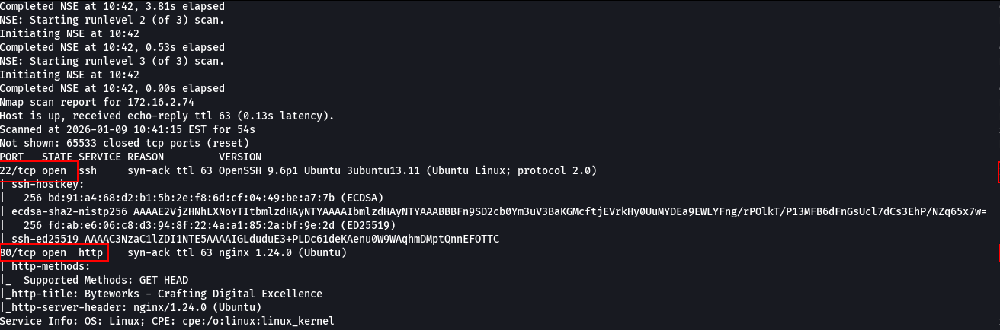 Completed NSE at 10:42, 3.81s elapsed
NSE: Starting runlevel 2 (of 3) scan.
Initiating NSE at 10:42
Completed NSE at 10:42, 0.53s elapsed
NSE: Starting runlevel 3 (of 3) scan.
Initiating NSE at 10:42
Completed NSE at 10:42, 0.00s elapsed
Nmap scan report for 172.16.2.74
Host is up, received echo-reply ttl 63 (0.13s latency).
Scanned at 2026-01-09 10:41:15 EST for 54s
Not shown: 65533 closed tcp ports (reset)
PORT   STATE SERVICE REASON         VERSION
22/tcp open  ssh     syn-ack ttl 63 OpenSSH 9.6p1 Ubuntu 3ubuntu13.11 (Ubuntu Linux; protocol 2.0)
| ssh-hostkey:
|   256 bd:91:a4:68:d2:b1:5b:2e:f8:6d:cf:04:49:be:a7:7b (ECDSA)
| ecdsa-sha2-nistp256 AAAAE2VjZHNhLXNoYTItbmlzdHAyNTYAAAAIbmlzdHAyNTYAAABBBFn9SD2cb0Ym3uV3BaKGMcftjEVrkHy0UuMYDEa9EWLYFng/rPOlkT/P13MFB6dFnGsUcl7dCs3EhP/NZq65x7w=
|   256 fd:ab:e6:06:c8:d3:94:8f:22:4a:a1:85:2a:bf:9e:2d (ED25519)
| ssh-ed25519 AAAAC3NzaC1lZDI1NTE5AAAAIGLduduE3+PLDc61deKAenu0W9WAqhmDMptQnnEFOTTC
80/tcp open  http    syn-ack ttl 63 nginx 1.24.0 (Ubuntu)
| http-methods:
|_  Supported Methods: GET HEAD
|_http-title: Byteworks - Crafting Digital Excellence
|_http-server-header: nginx/1.24.0 (Ubuntu)
Service Info: OS: Linux; CPE: cpe:/o:linux:linux_kernel